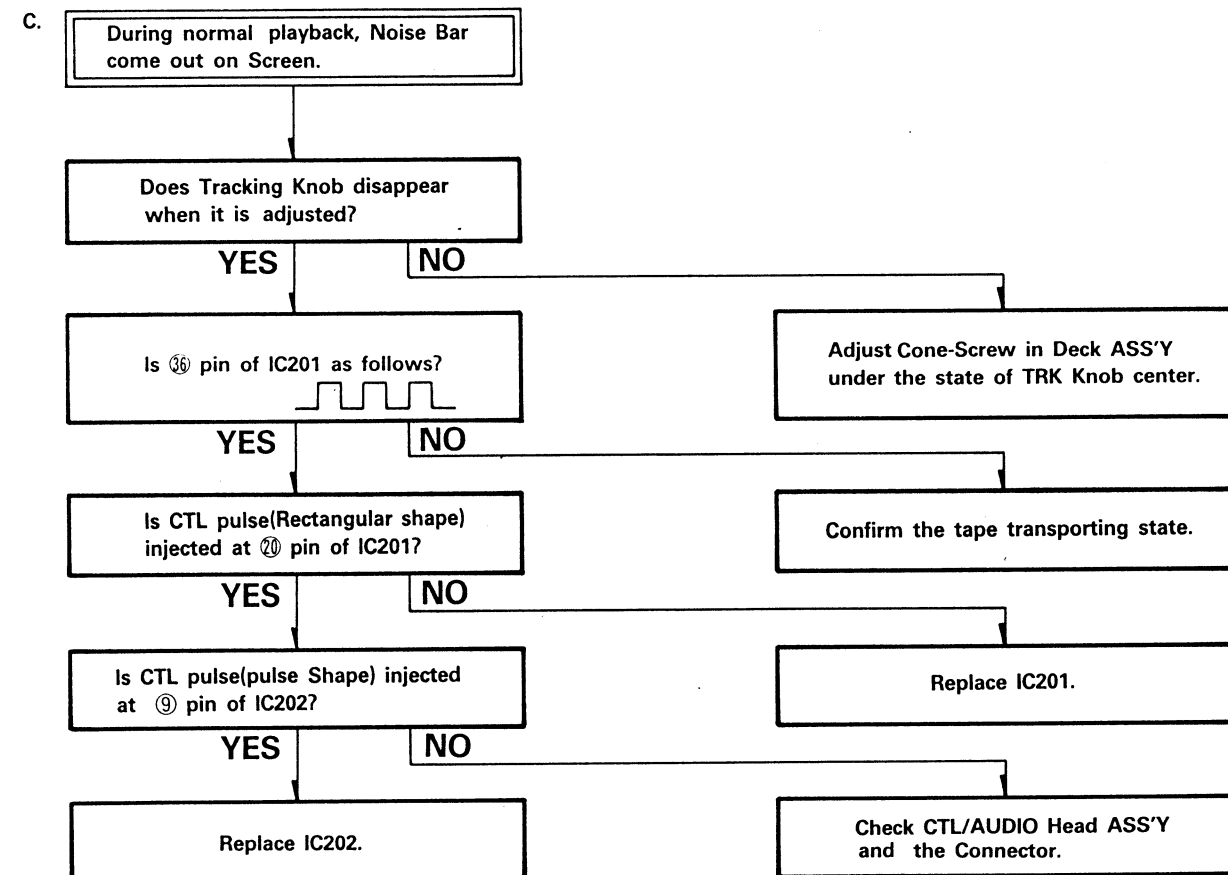 C.
During normal playback, Noise Bar
come out on Screen.
Does Tracking Knob disappear
when it is adjusted?
YES
NO
Is ㊱ pin of IC201 as follows?
Adjust Cone-Screw in Deck ASS'Y
under the state of TRK Knob center.
YES
NO
Is CTL pulse(Rectangular shape)
injected at ⑳ pin of IC201?
Confirm the tape transporting state.
YES
NO
Is CTL pulse(pulse Shape) injected
at ⑨ pin of IC202?
Replace IC201.
YES
NO
Replace IC202.
Check CTL/AUDIO Head ASS'Y
and the Connector.